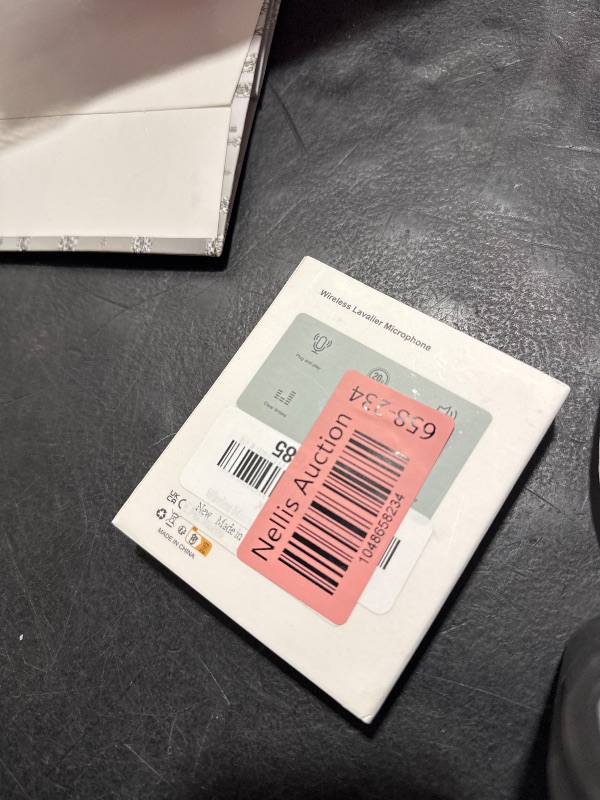 Wireless Lavalier Microphone
Plug and play
20
Clear Sound
85
New Made in
MADE IN CHINA
658-234
Nellis Auction
1048658234